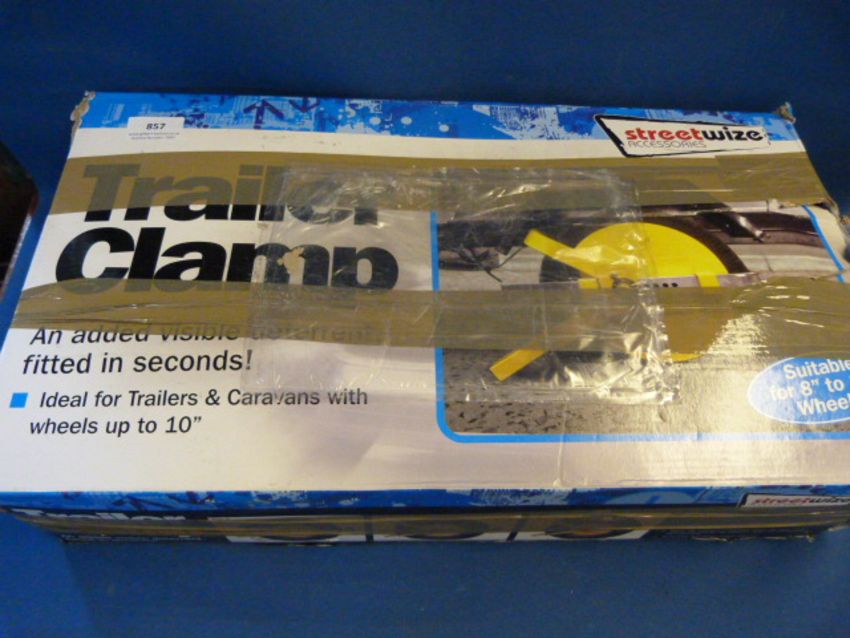 857
streetwize
ACCESSORIES
Trailer
Clamp
An added visible deterrent
fitted in seconds!
Ideal for Trailers & Caravans with
wheels up to 10"
Suitable
for 8" to
Wheel
Trailer
streetwize